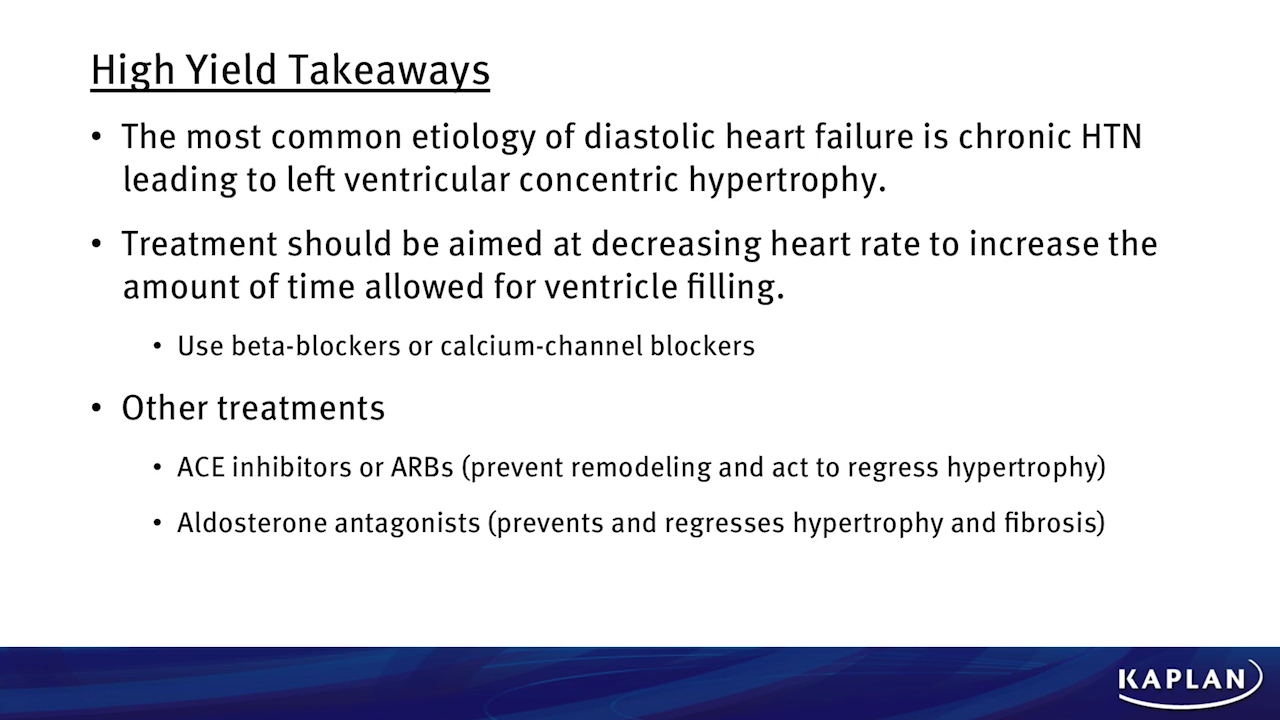 High Yield Takeaways
• The most common etiology of diastolic heart failure is chronic HTN
leading to left ventricular concentric hypertrophy.
• Treatment should be aimed at decreasing heart rate to increase the
amount of time allowed for ventricle filling.
• Use beta-blockers or calcium-channel blockers
• Other treatments
• ACE inhibitors or ARBs (prevent remodeling and act to regress hypertrophy)
• Aldosterone antagonists (prevents and regresses hypertrophy and fibrosis)
KAPLAN